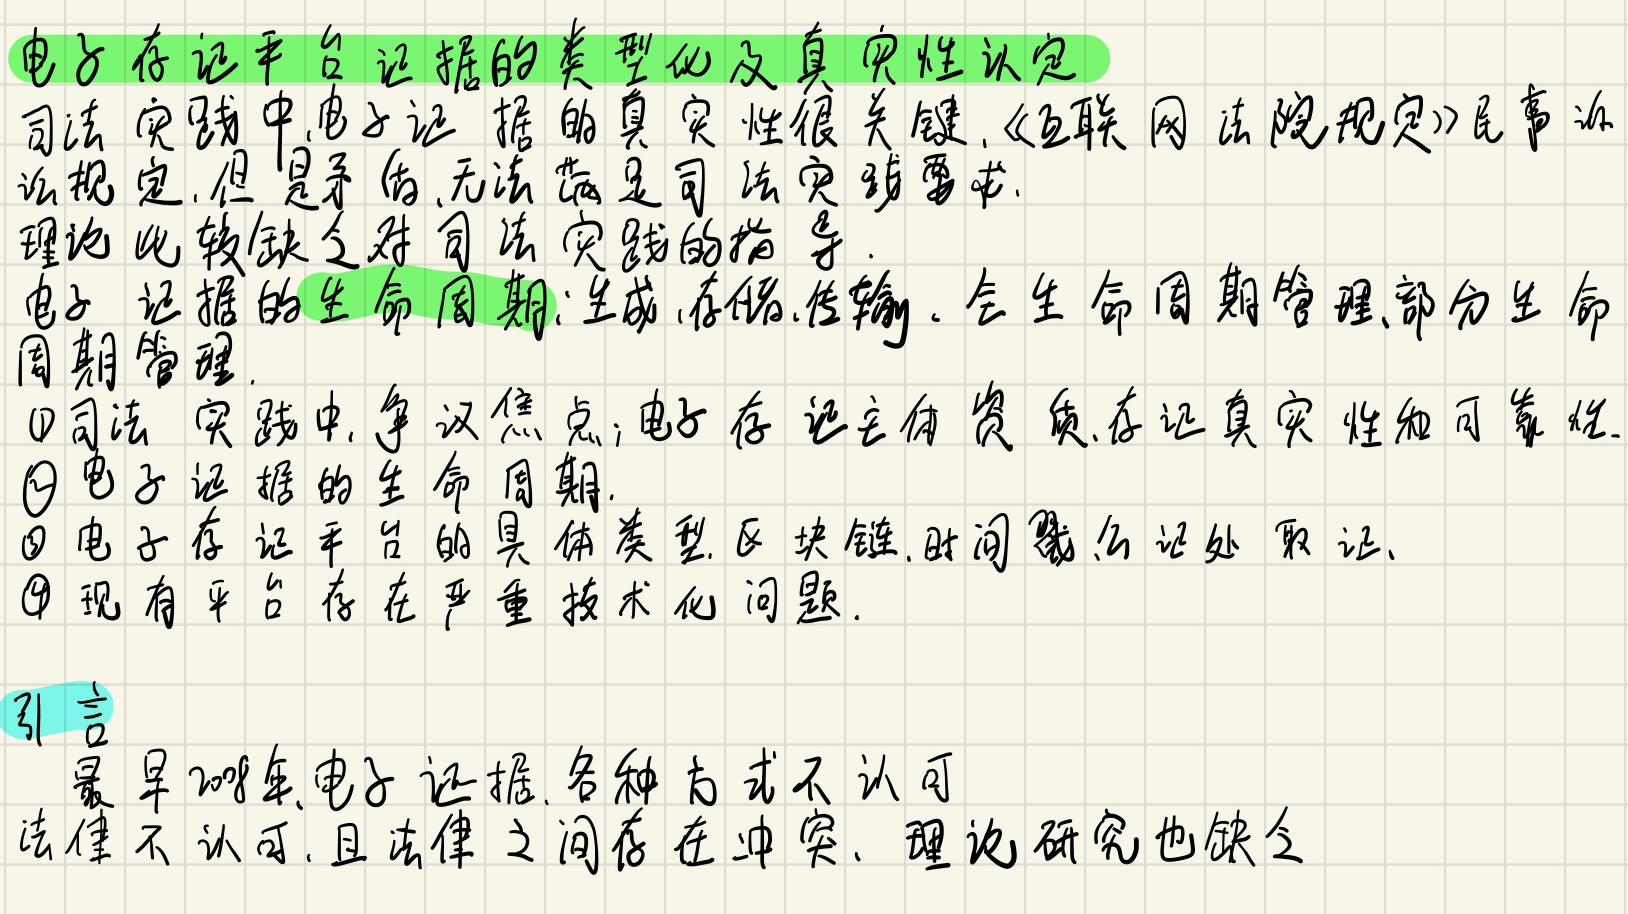 电子存证平台证据的类型化及真实性认定
司法实践中,电子证据的真实性很关键,《互联网法院规定》民事诉
讼规定,但是矛盾,无法满足司法实践要求.
理论也较缺乏对司法实践的指导.
电子证据的生命周期:生成,存储,传输.全生命周期管理、部分生命
周期管理.
①司法实践中,争议焦点;电子存证主体资质,存证真实性和可靠性.
②电子证据的生命周期.
③电子存证平台的具体类型.区块链,时间戳,公证处取证、
④现有平台存在严重技术化问题.
引言
最早2008年,电子证据.各种方式不认可
法律不认可.且法律之间存在冲突.理论研究也缺乏